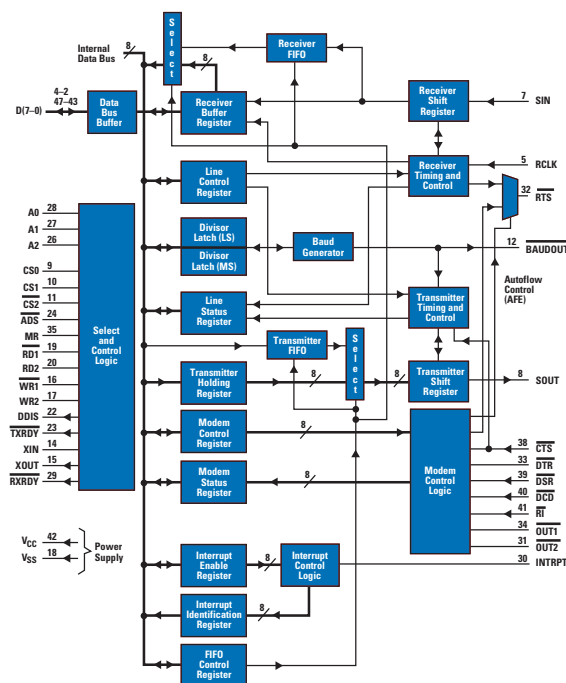 Internal
Data Bus
8
S
e
l
e
c
t
8
Receiver
FIFO
4–2
47–43
D(7–0)
Data
Bus
Buffer
Receiver
Buffer
Register
Receiver
Shift
Register
7
SIN
Line
Control
Register
Receiver
Timing and
Control
5
RCLK
32
RTS
A0
28
A1
27
A2
26
CS0
9
CS1
10
CS2
11
ADS
24
MR
35
RD1
19
RD2
20
WR1
16
WR2
17
DDIS
22
TXRDY
23
XIN
14
XOUT
15
RXRDY
29
Select
and
Control
Logic
Divisor
Latch (LS)
Divisor
Latch (MS)
Baud
Generator
12
BAUDOUT
Autoflow
Control
(AFE)
Line
Status
Register
Transmitter
Timing and
Control
Transmitter
FIFO
S
e
l
e
c
t
Transmitter
Holding
Register
8
8
Transmitter
Shift
Register
8
SOUT
Modem
Control
Register
8
Modem
Status
Register
8
Modem
Control
Logic
38
CTS
33
DTR
39
DSR
40
DCD
41
RI
34
OUT1
31
OUT2
30
INTRPT
VCC
42
VSS
18
Power
Supply
Interrupt
Enable
Register
8
Interrupt
Control
Logic
Interrupt
Identification
Register
8
FIFO
Control
Register